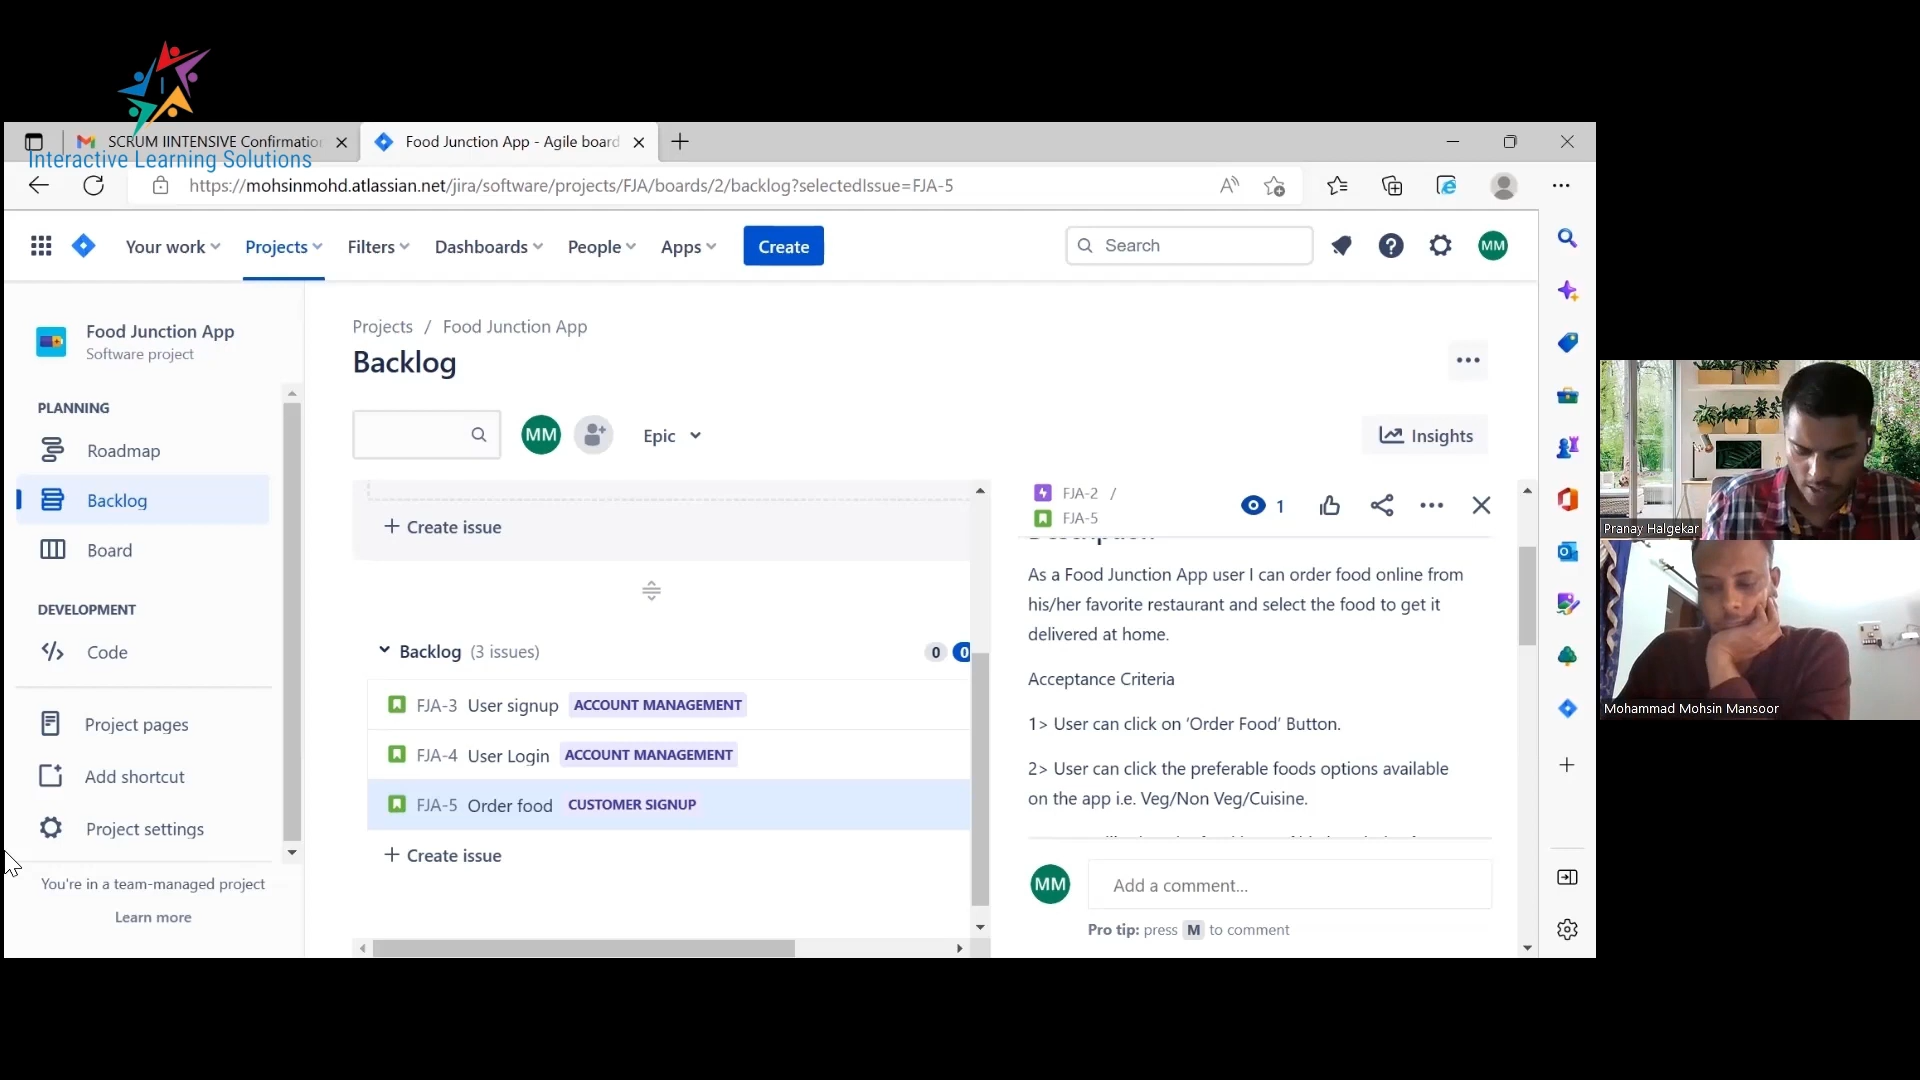 SCRUM IINTENSIVE Confirmatio
Food Junction App - Agile board
Interactive Learning Solutions
https://mohsinmohd.atlassian.net/jira/software/projects/FJA/boards/2/backlog?selectedIssue=FJA-5
Your work
Projects
Filters
Dashboards
People
Apps
Create
Search
MM
Food Junction App
Software project
PLANNING
Roadmap
Backlog
Board
DEVELOPMENT
Code
Project pages
Add shortcut
Project settings
You're in a team-managed project
Learn more
Projects / Food Junction App
Backlog
MM
Epic
Insights
+ Create issue
Backlog (3 issues)
0 0
FJA-3 User signup ACCOUNT MANAGEMENT
FJA-4 User Login ACCOUNT MANAGEMENT
FJA-5 Order food CUSTOMER SIGNUP
+ Create issue
FJA-2 /
FJA-5
1
Description
As a Food Junction App user I can order food online from
his/her favorite restaurant and select the food to get it
delivered at home.
Acceptance Criteria
1> User can click on ‘Order Food’ Button.
2> User can click the preferable foods options available
on the app i.e. Veg/Non Veg/Cuisine.
MM
Add a comment...
Pro tip: press M to comment
Pranay Halgekar
Mohammad Mohsin Mansoor